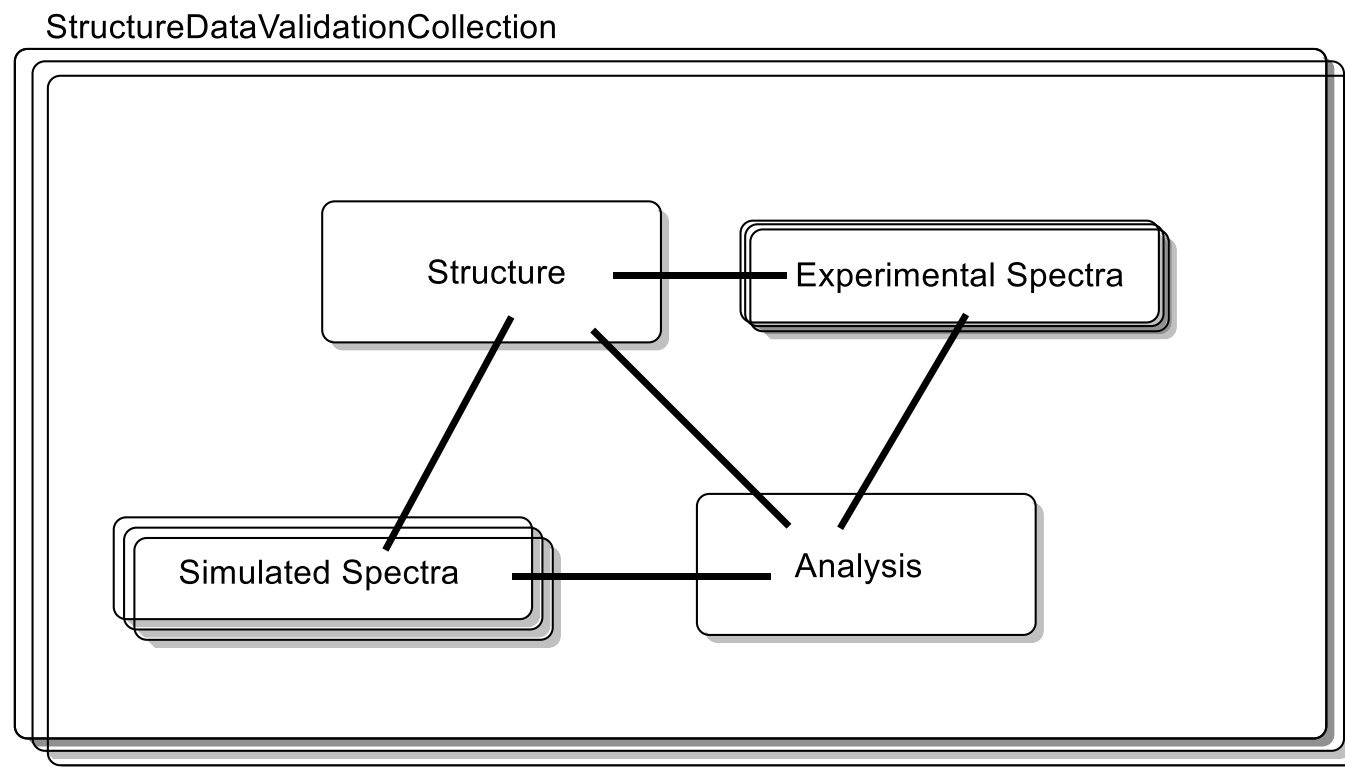 StructureDataValidationCollection
Structure
Experimental Spectra
Simulated Spectra
Analysis